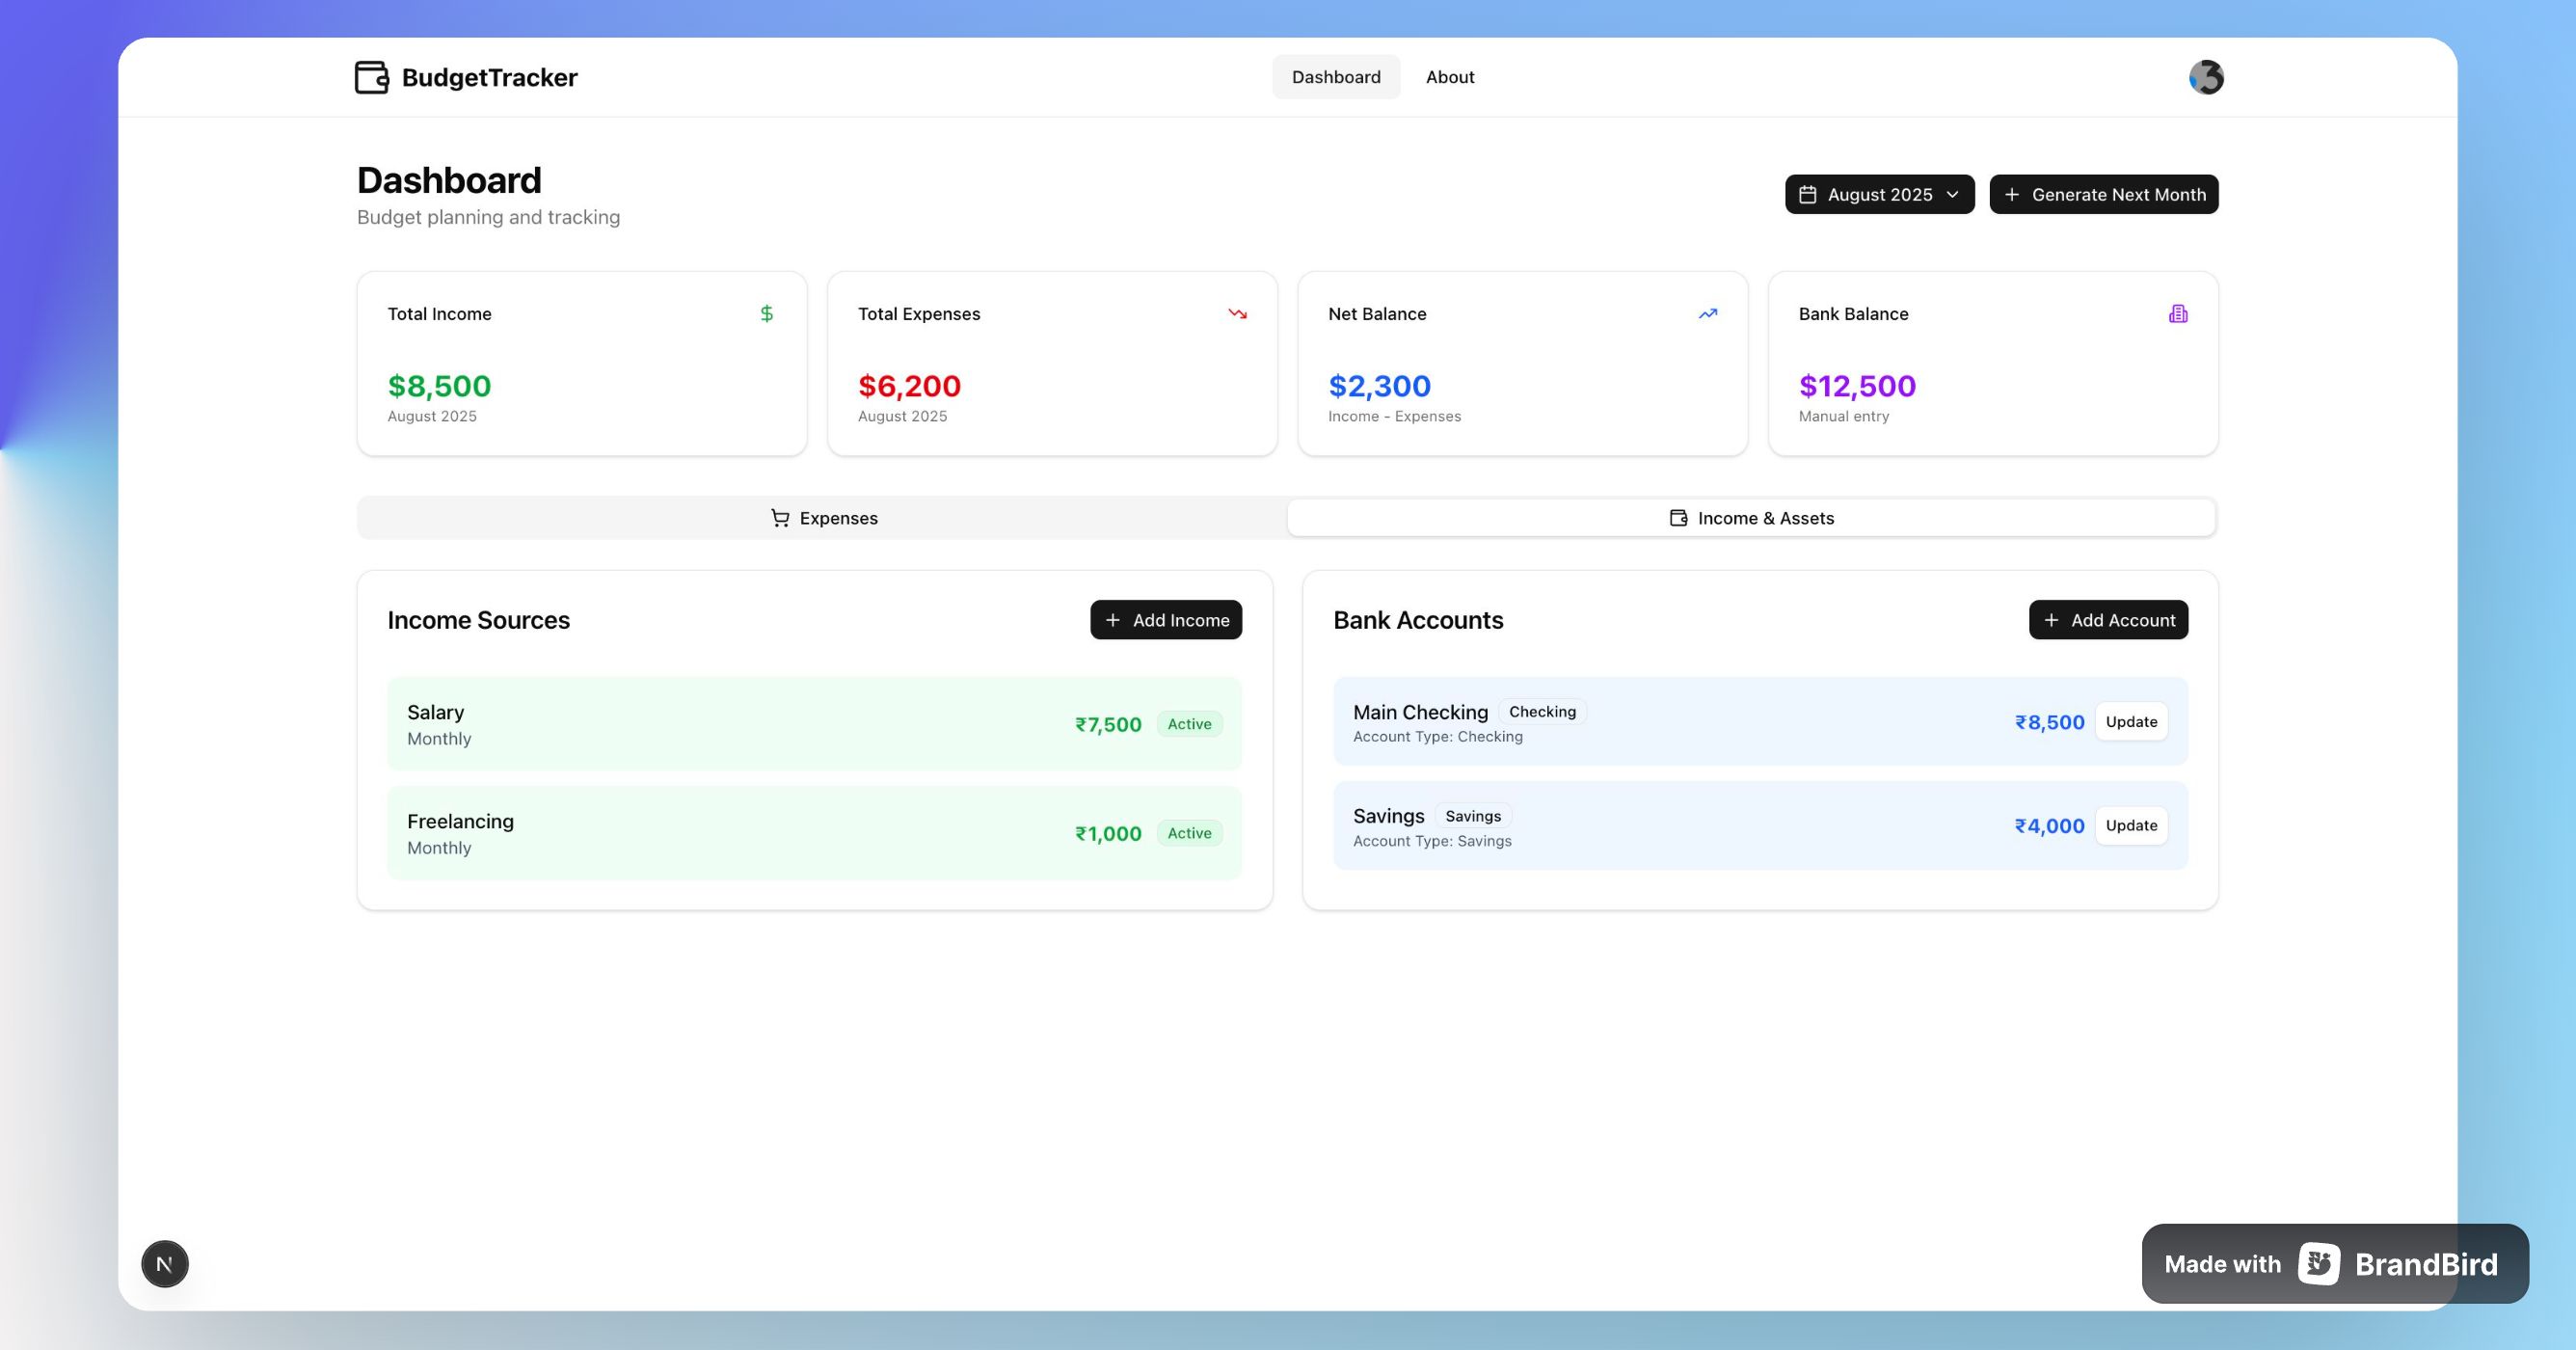 BudgetTracker
Dashboard
About
Dashboard
Budget planning and tracking
August 2025
Generate Next Month
Total Income
$8,500
August 2025
Total Expenses
$6,200
August 2025
Net Balance
$2,300
Income - Expenses
Bank Balance
$12,500
Manual entry
Expenses
Income & Assets
Income Sources
Add Income
Salary
Monthly
₹7,500
Active
Freelancing
Monthly
₹1,000
Active
Bank Accounts
Add Account
Main Checking
Checking
Account Type: Checking
₹8,500
Update
Savings
Savings
Account Type: Savings
₹4,000
Update
N
Made with BrandBird